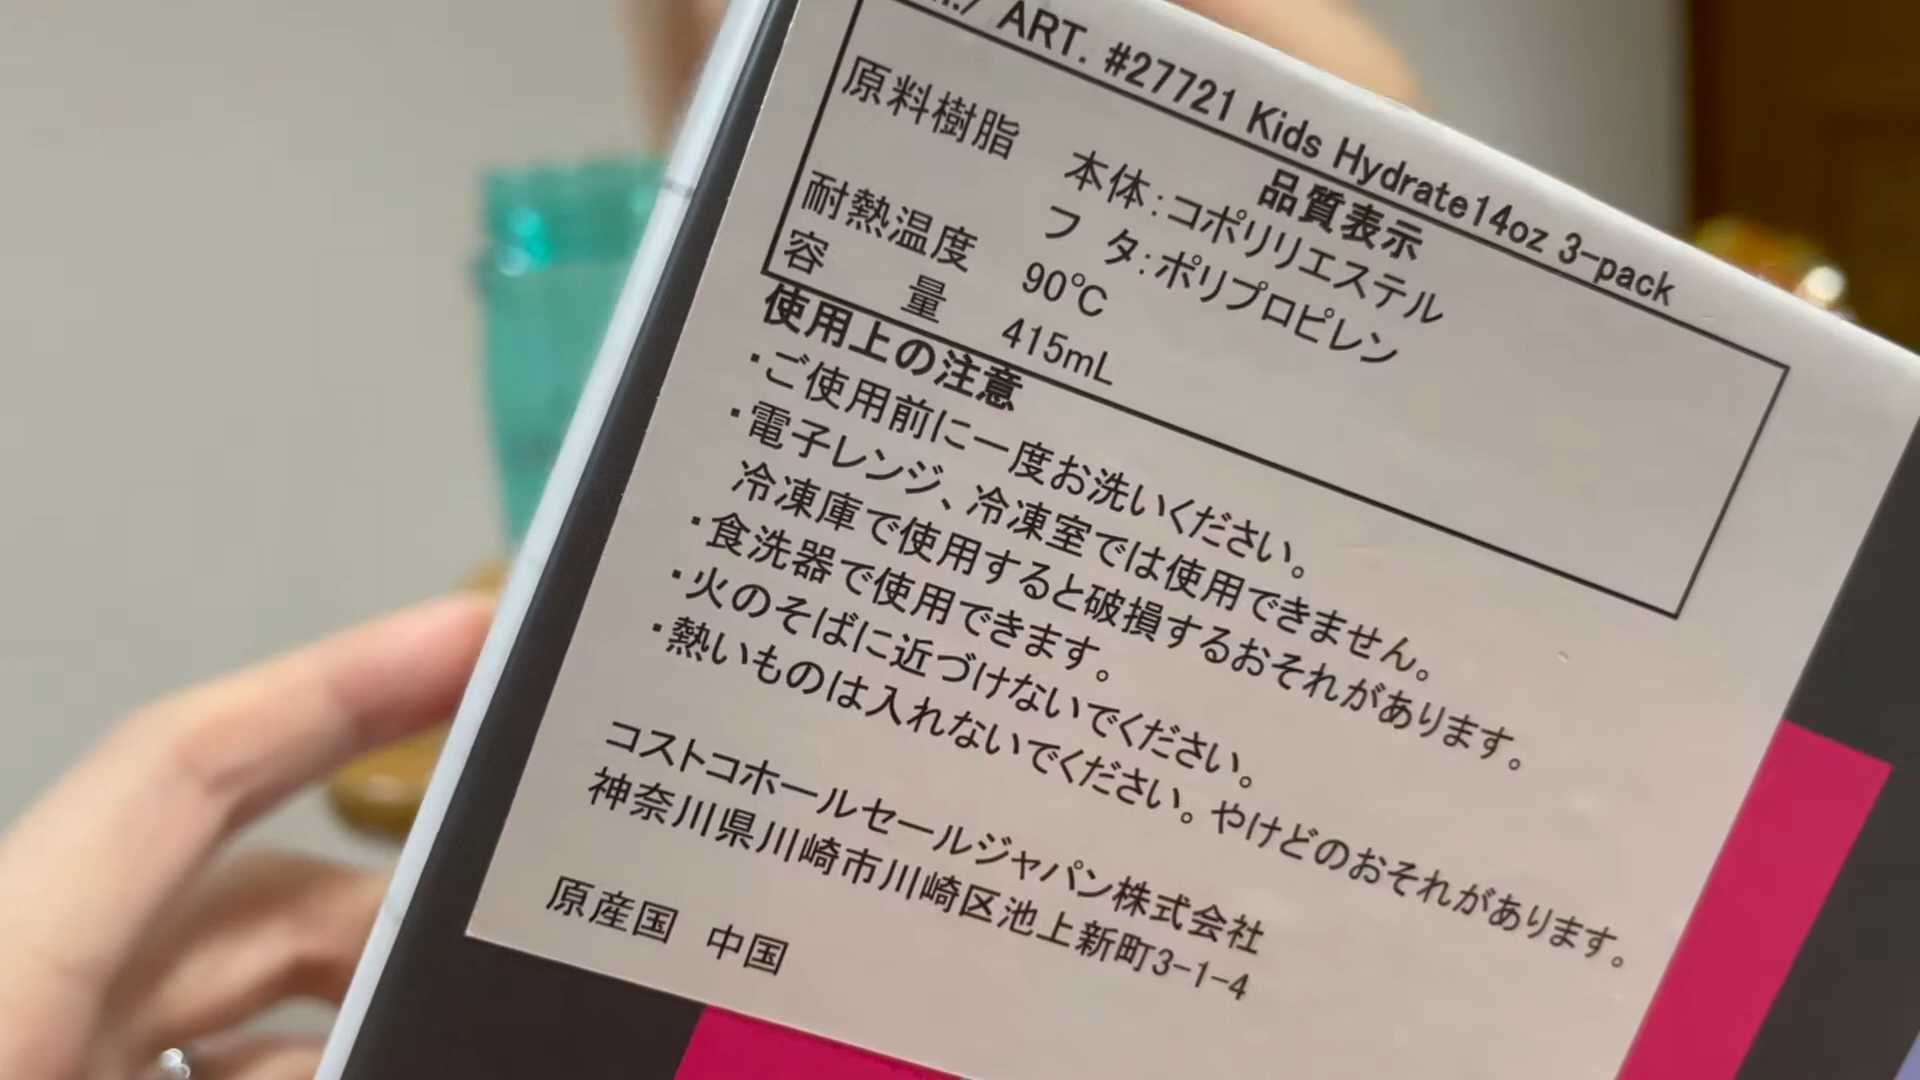 ART. #27721 Kids Hydrate14oz 3-pack
品質表示
原料樹脂 本体:コポリリエステル
フタ:ポリプロピレン
耐熱温度 90℃
容量 415mL
使用上の注意
・ご使用前に一度お洗いください。
・電子レンジ、冷凍室では使用できません。
冷凍庫で使用すると破損するおそれがあります。
・食洗器で使用できます。
・火のそばに近づけないでください。
・熱いものは入れないでください。やけどのおそれがあります。
コストコホールセールジャパン株式会社
神奈川県川崎市川崎区池上新町3-1-4
原産国 中国